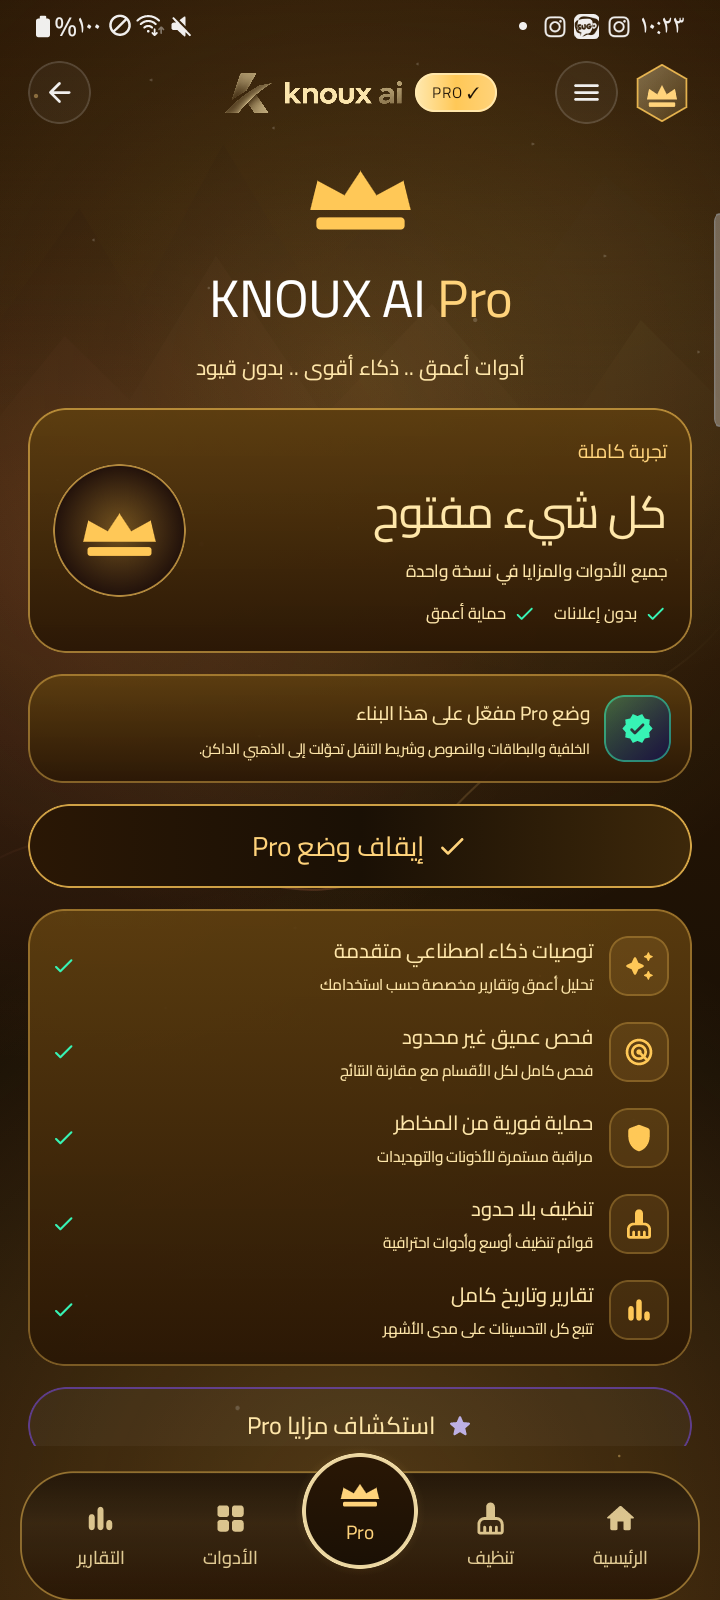 ١٠:٢٣
%١٠٠
knoux ai
PRO ✓
KNOUX AI Pro
أدوات أعمق .. ذكاء أقوى .. بدون قيود
تجربة كاملة
كل شيء مفتوح
جميع الأدوات والمزايا في نسخة واحدة
بدون إعلانات
حماية أعمق
وضع Pro مفعّل على هذا البناء
الخلفية والبطاقات والنصوص وشريط التنقل تحوّلت إلى الذهبي الداكن.
إيقاف وضع Pro
توصيات ذكاء اصطناعي متقدمة
تحليل أعمق وتقارير مخصصة حسب استخدامك
فحص عميق غير محدود
فحص كامل لكل الأقسام مع مقارنة النتائج
حماية فورية من المخاطر
مراقبة مستمرة للأذونات والتهديدات
تنظيف بلا حدود
قوائم تنظيف أوسع وأدوات احترافية
تقارير وتاريخ كامل
تتبع كل التحسينات على مدى الأشهر
استكشاف مزايا Pro
الرئيسية
تنظيف
Pro
الأدوات
التقارير